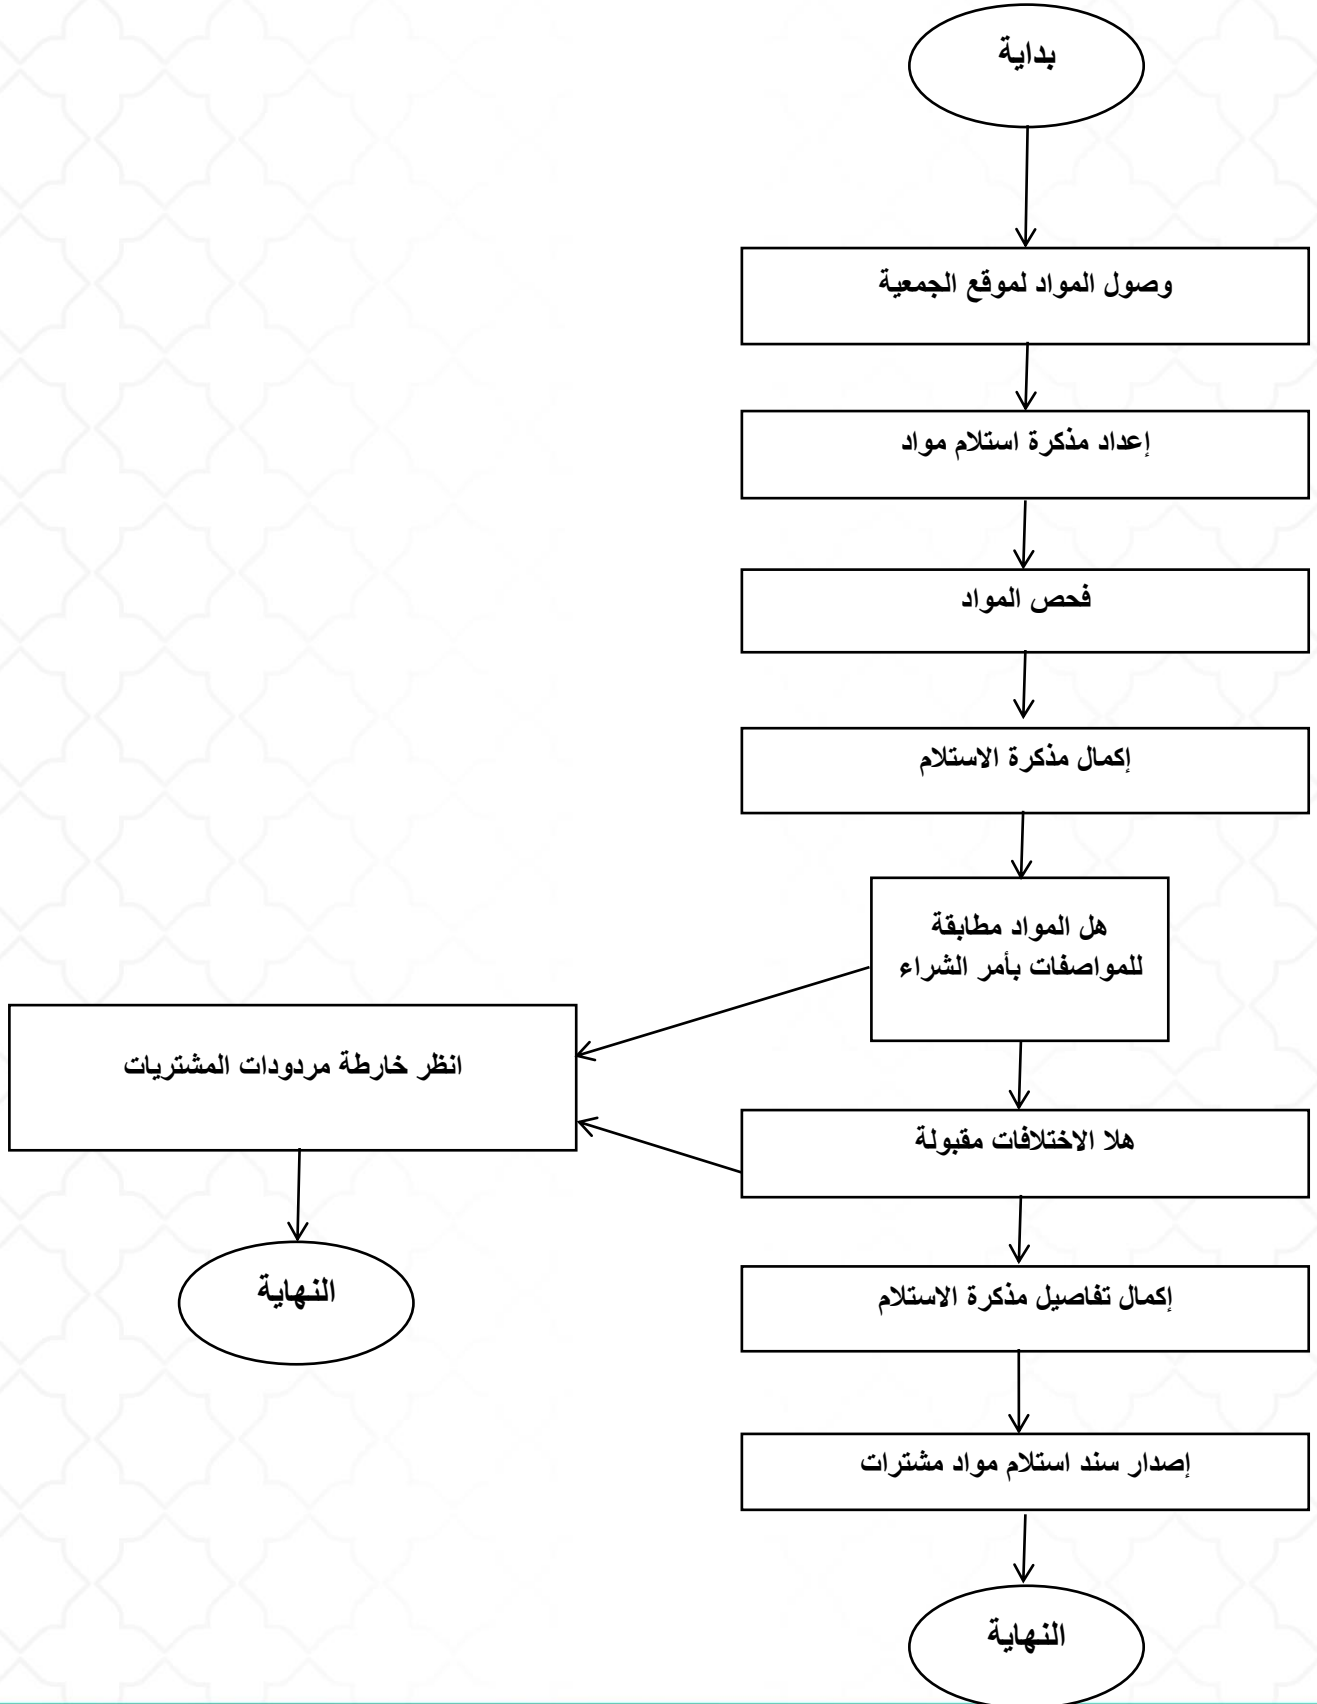 بداية
وصول المواد لموقع الجمعية
إعداد مذكرة استلام مواد
فحص المواد
إكمال مذكرة الاستلام
هل المواد مطابقة
للمواصفات بأمر الشراء
انظر خارطة مردودات المشتريات
هلا الاختلافات مقبولة
النهاية
إكمال تفاصيل مذكرة الاستلام
إصدار سند استلام مواد مشترات
النهاية